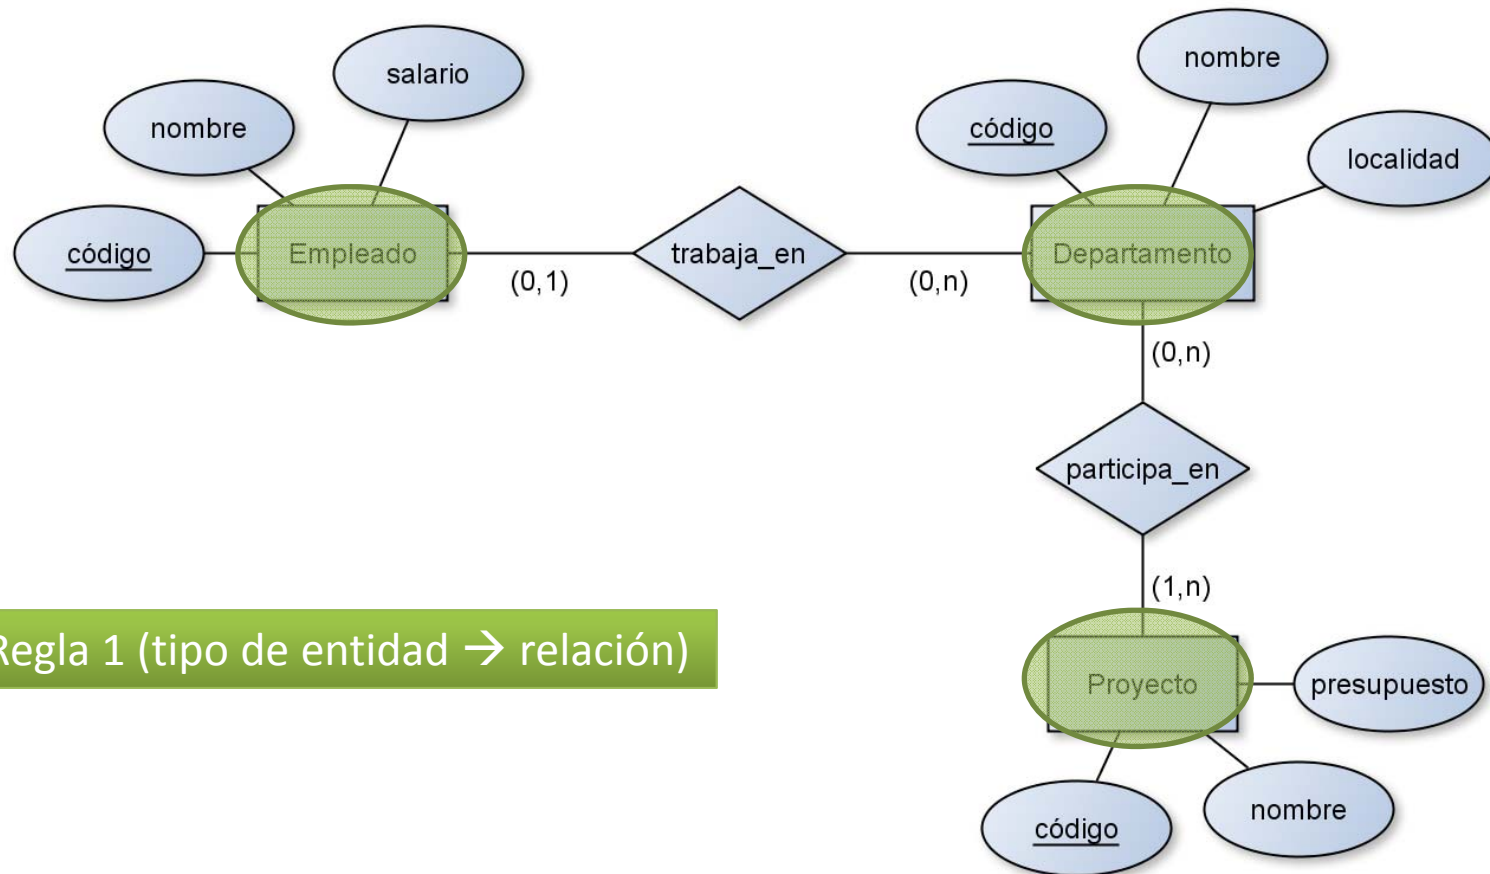 nombre
salario
código
Empleado
(0,1)
trabaja_en
(0,n)
código
nombre
localidad
Departamento
(0,n)
participa_en
(1,n)
Regla 1 (tipo de entidad → relación)
Proyecto
presupuesto
código
nombre